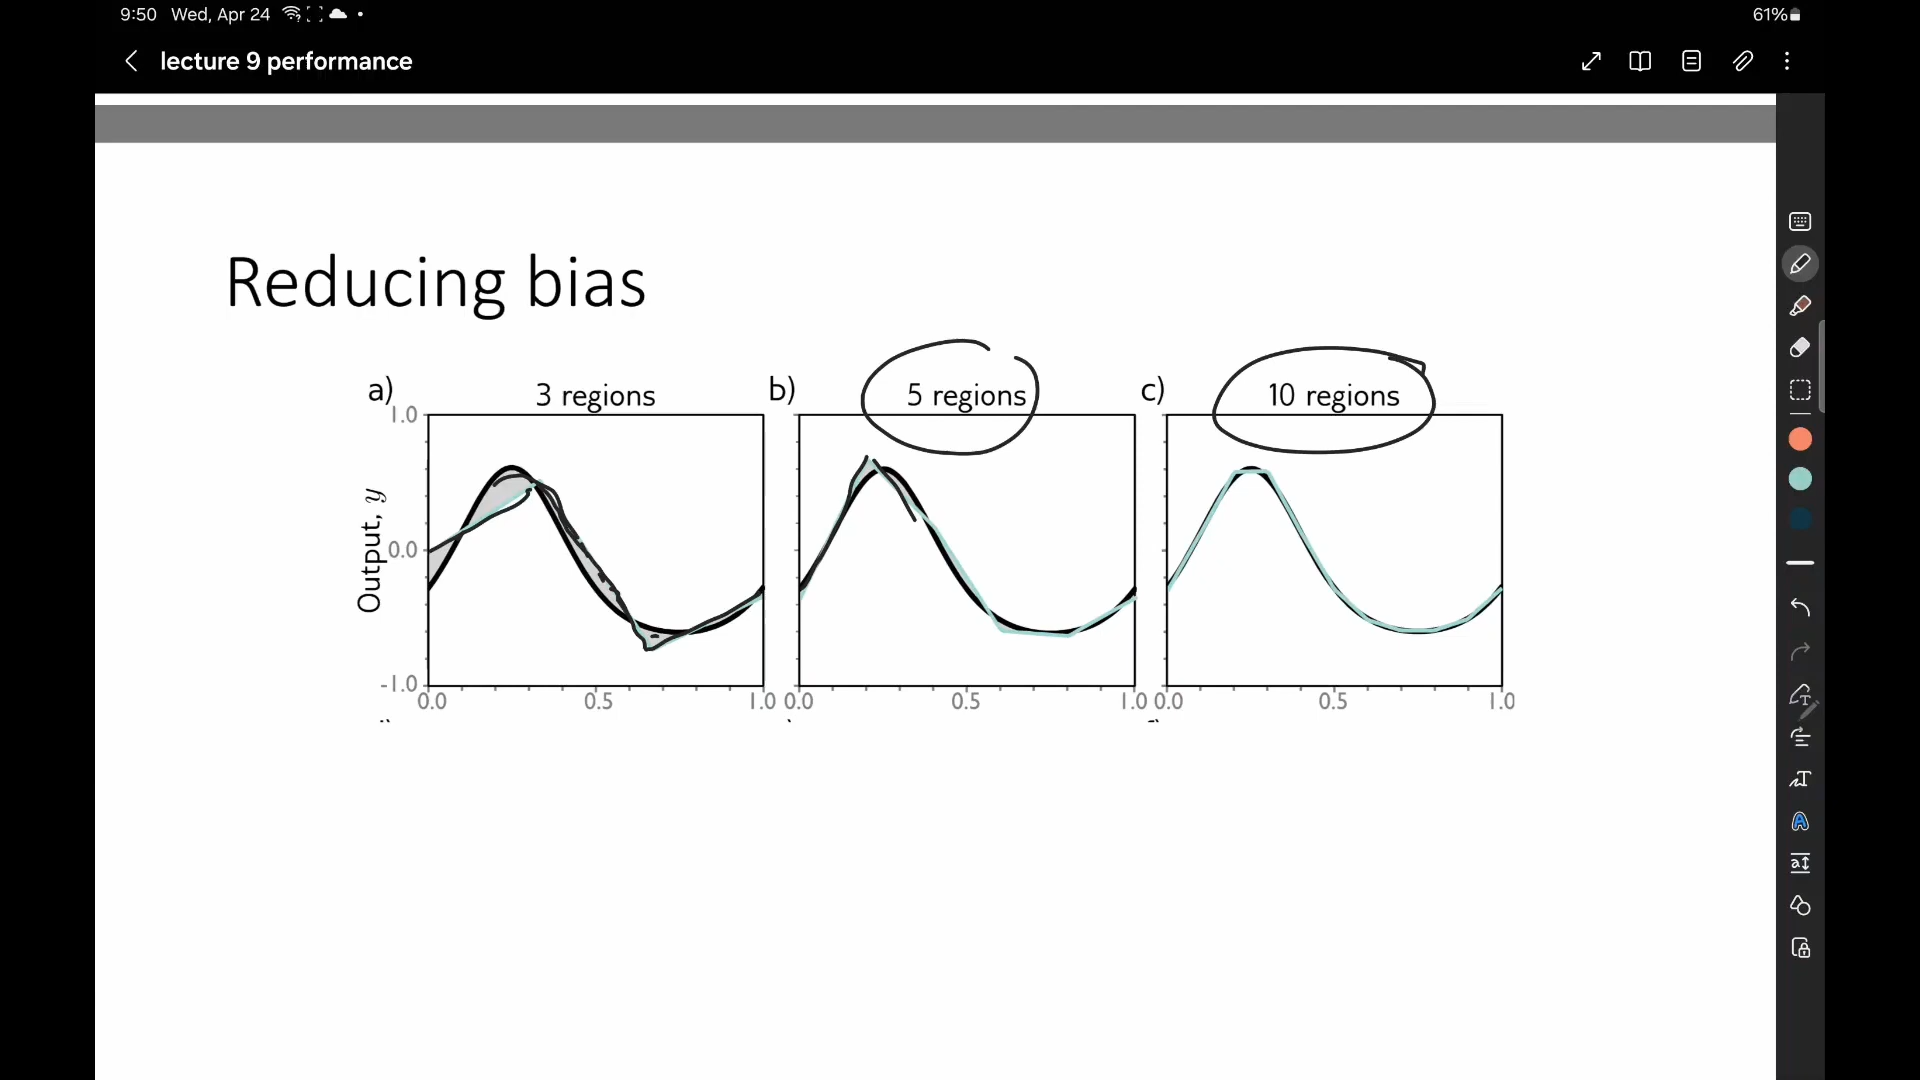 9:50 Wed, Apr 24
61%
lecture 9 performance
Reducing bias
a) 3 regions
b) 5 regions
c) 10 regions
1.0
Output, y
0.0
-1.0
0.0 0.5 1.0
0.0 0.5 1.0
0.0 0.5 1.0